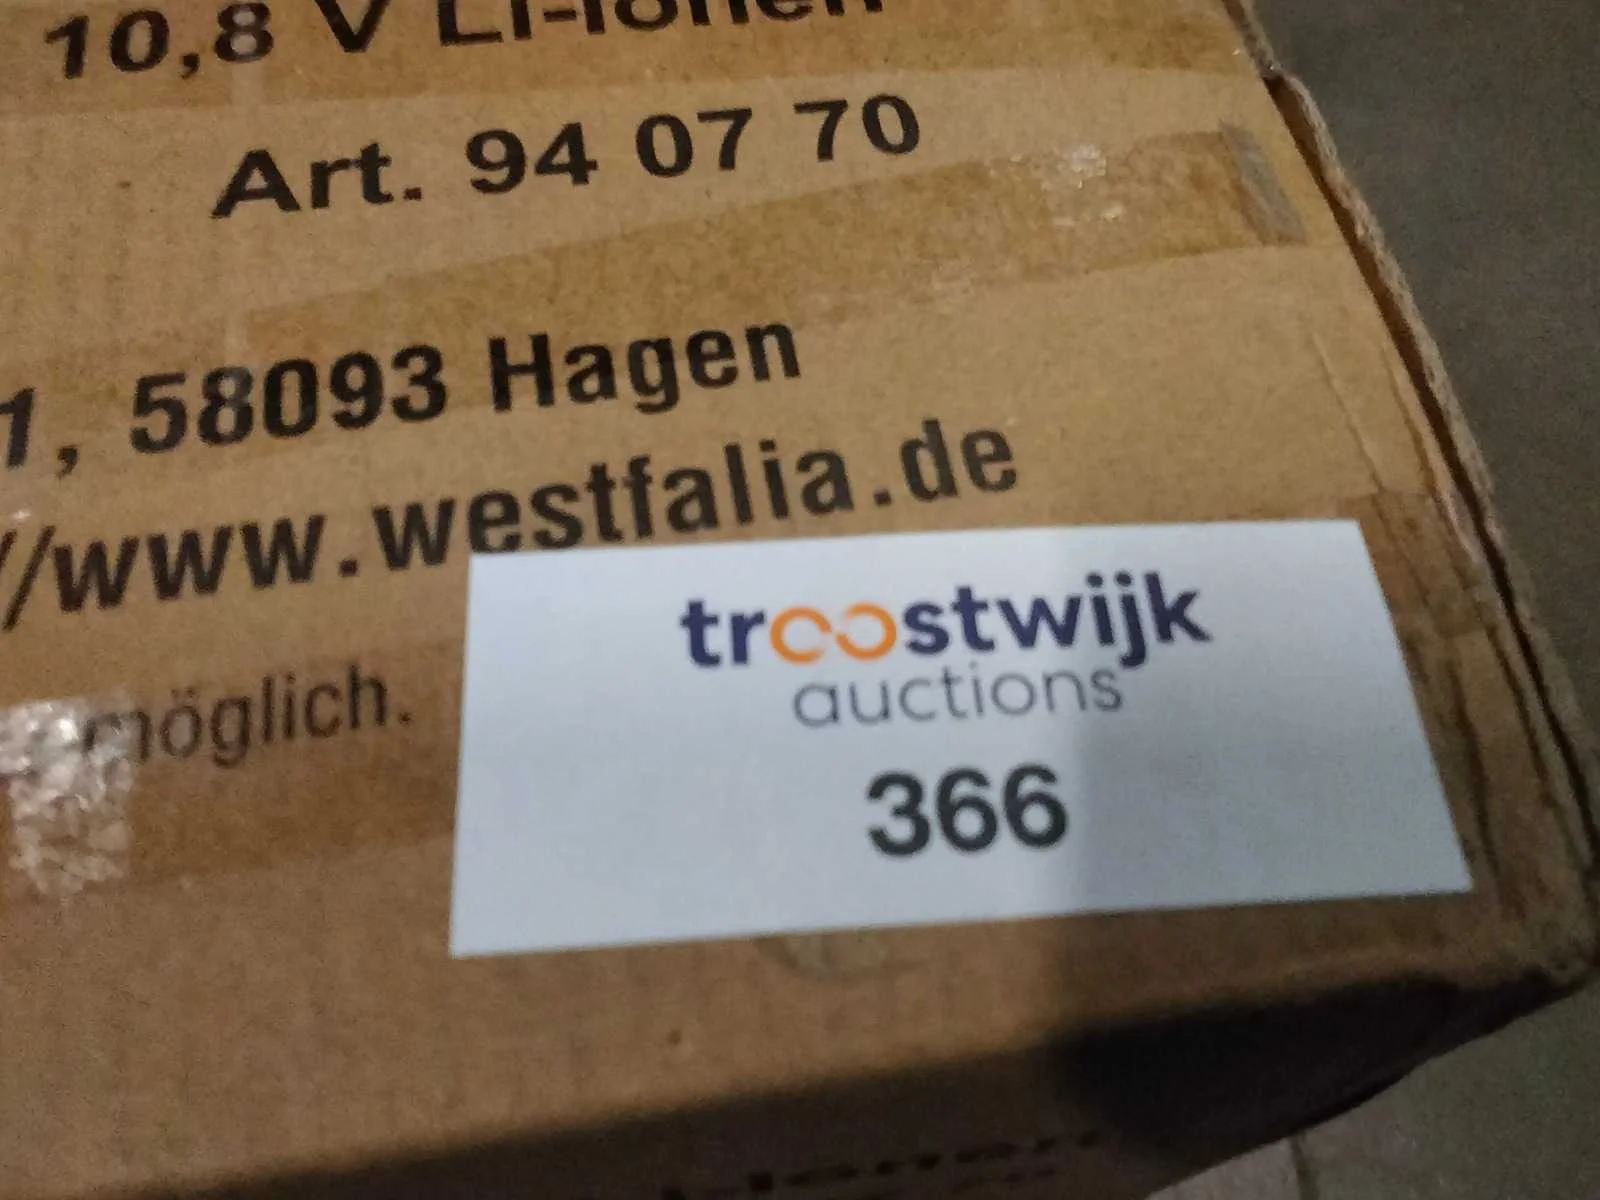 10,8 V Li-Ionen
Art. 94 07 70
1, 58093 Hagen
//www.westfalia.de
möglich.
troostwijk
auctions
366